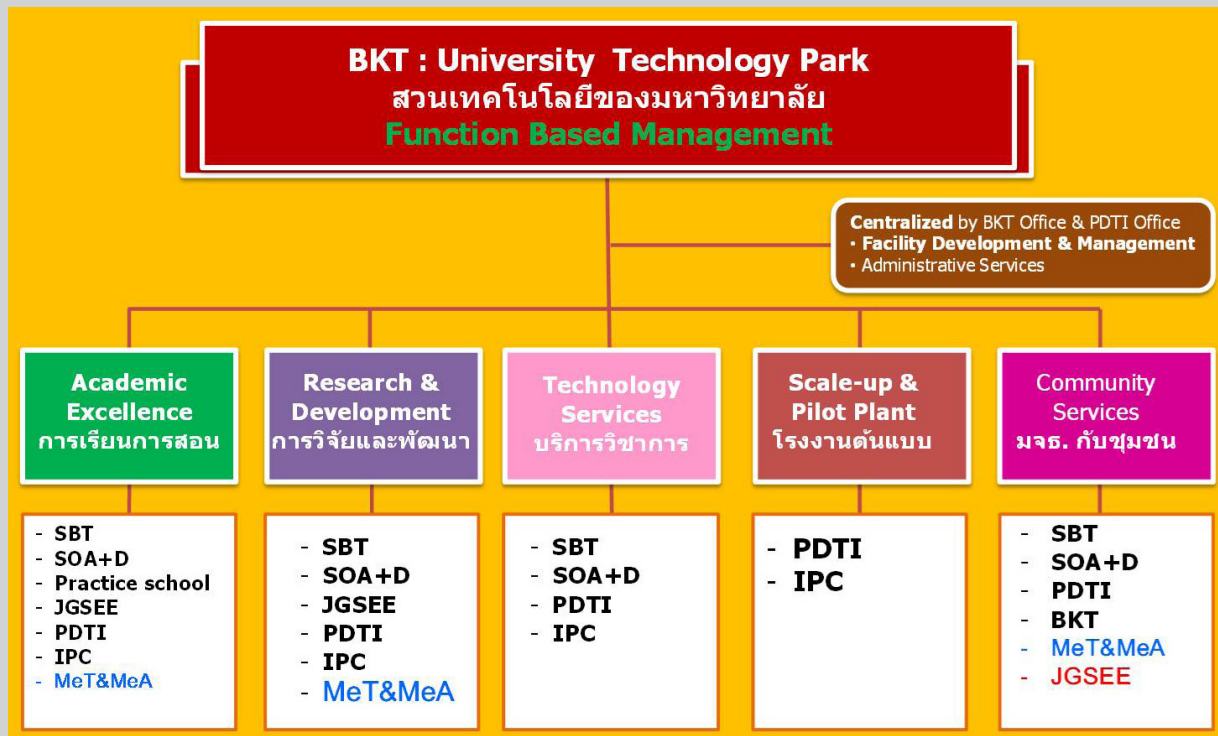 BKT : University Technology Park
สวนเทคโนโลยีของมหาวิทยาลัย
Function Based Management
Centralized by BKT Office & PDTI Office
• Facility Development & Management
• Administrative Services
Academic
Excellence
การเรียนการสอน
Research &
Development
การวิจัยและพัฒนา
Technology
Services
บริการวิชาการ
Scale-up &
Pilot Plant
โรงงานต้นแบบ
Community
Services
มจธ. กับชุมชน
- SBT
- SOA+D
- Practice school
- JGSEE
- PDTI
- IPC
- MeT&MeA
- SBT
- SOA+D
- JGSEE
- PDTI
- IPC
- MeT&MeA
- SBT
- SOA+D
- PDTI
- IPC
- PDTI
- IPC
- SBT
- SOA+D
- PDTI
- BKT
- MeT&MeA
- JGSEE